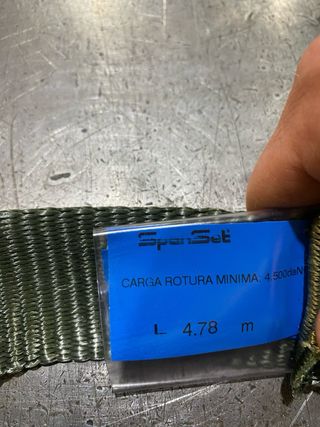 SpanSet
CARGA ROTURA MINIMA: 4.500daN
L 4.78 m